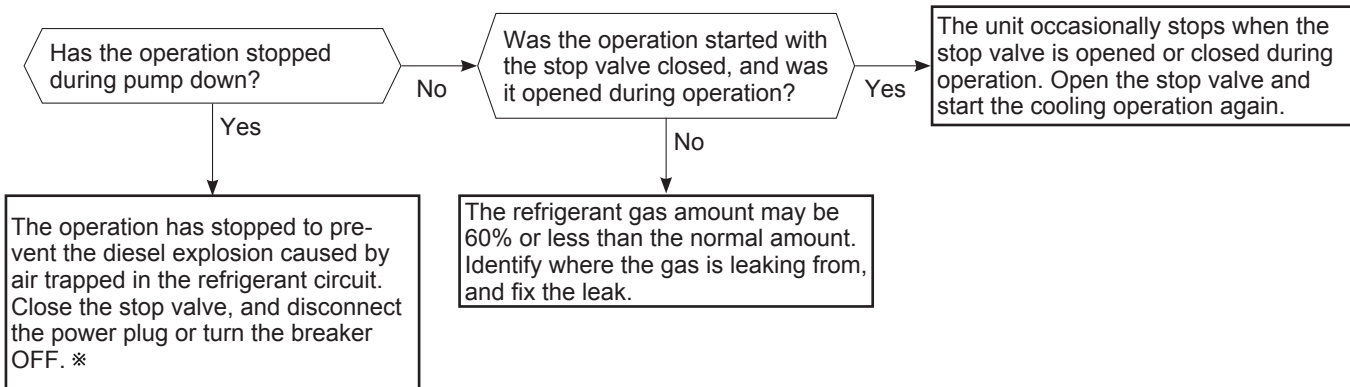 Has the operation stopped
during pump down?
No
Yes
Was the operation started with
the stop valve closed, and was
it opened during operation?
Yes
No
The unit occasionally stops when the
stop valve is opened or closed during
operation. Open the stop valve and
start the cooling operation again.
The operation has stopped to pre-
vent the diesel explosion caused by
air trapped in the refrigerant circuit.
Close the stop valve, and disconnect
the power plug or turn the breaker
OFF. ※
The refrigerant gas amount may be
60% or less than the normal amount.
Identify where the gas is leaking from,
and fix the leak.